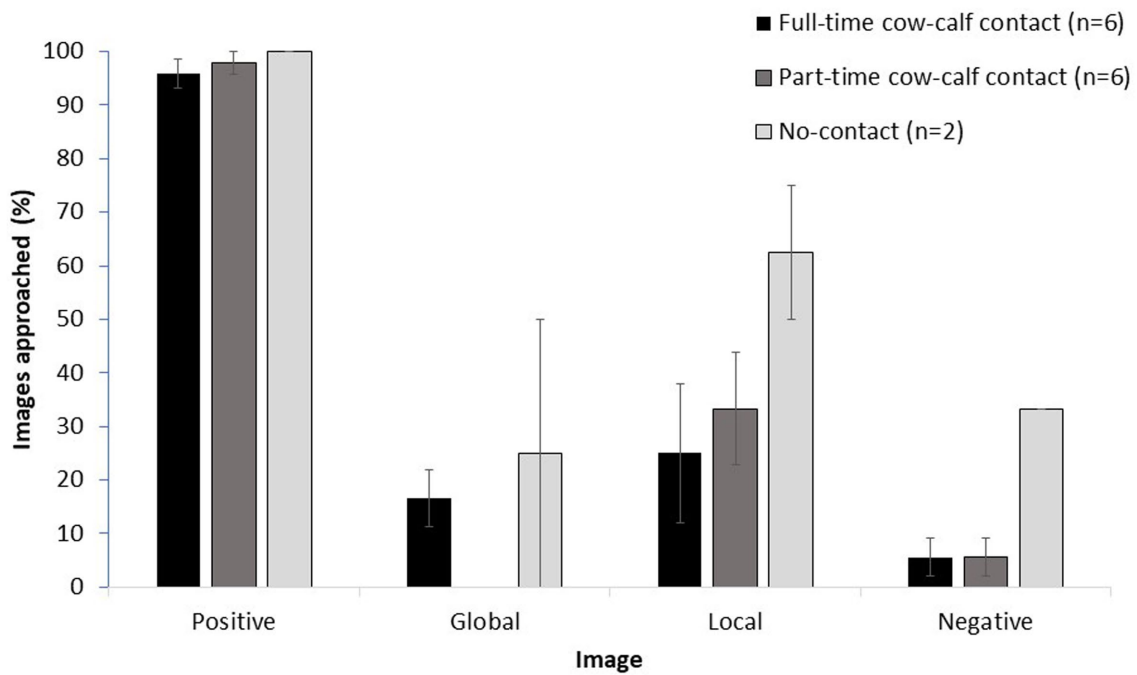 Full-time cow-calf contact (n=6)
Part-time cow-calf contact (n=6)
No-contact (n=2)
Images approached (%)
100
90
80
70
60
50
40
30
20
10
0
Positive Global Local Negative
Image